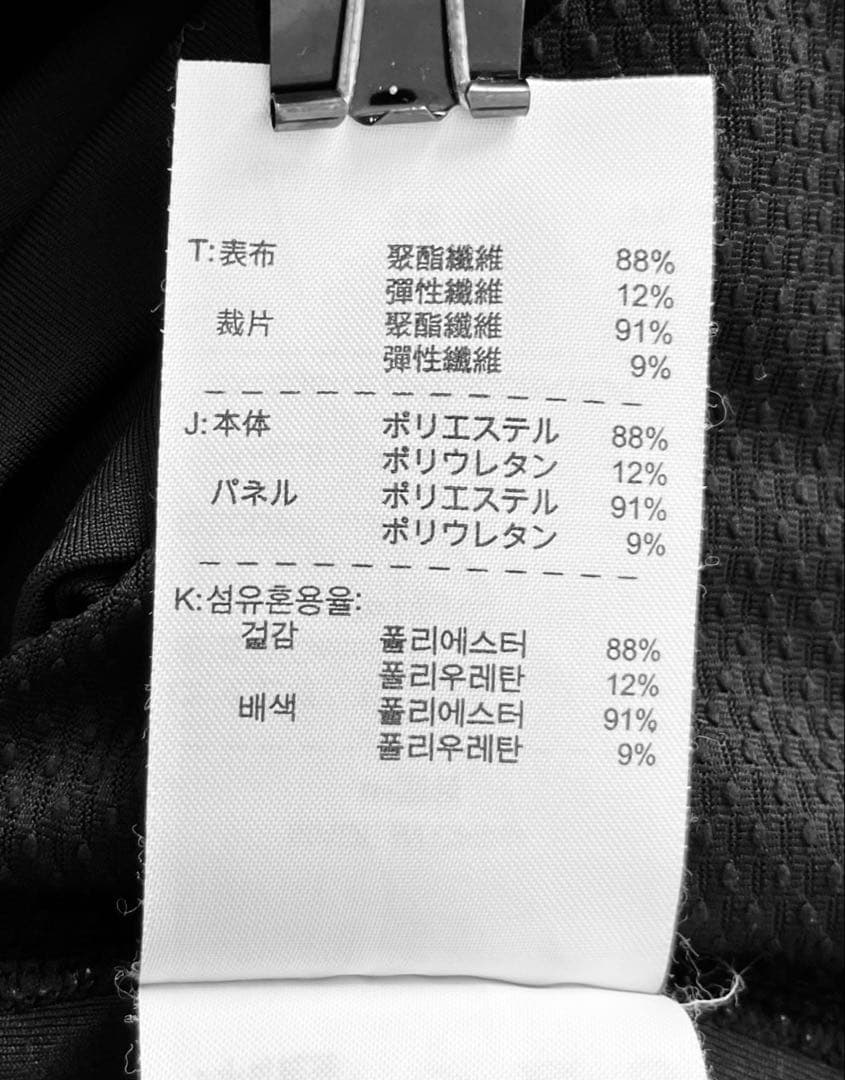 T:表布 聚酯纖維 88%
彈性纖維 12%
裁片 聚酯纖維 91%
彈性纖維 9%
J:本体 ポリエステル 88%
ポリウレタン 12%
パネル ポリエステル 91%
ポリウレタン 9%
K:섬유혼용율:
겉감 폴리에스터 88%
폴리우레탄 12%
배색 폴리에스터 91%
폴리우레탄 9%